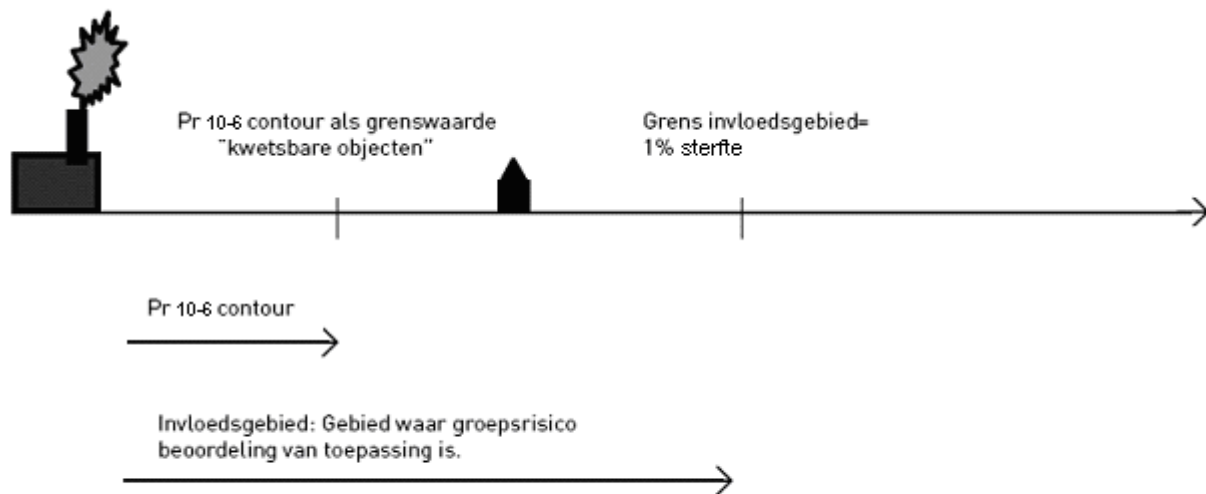 Pr 10-6 contour als grenswaarde
"kwetsbare objecten"
Grens invloedsgebied=
1% sterfte
Pr 10-6 contour
Invloedsgebied: Gebied waar groepsrisico
beoordeling van toepassing is.